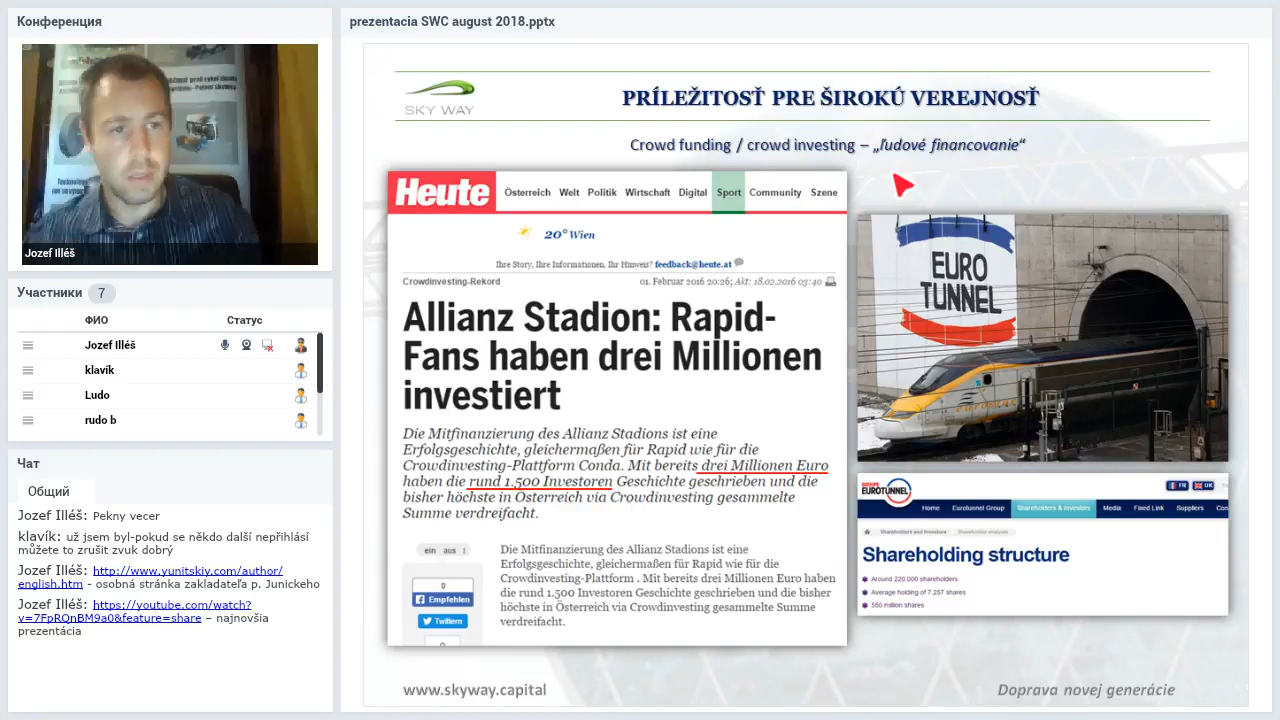 Конференция
Jozef Illéš
Участники 7
ФИО Статус
Jozef Illéš
klavík
Ludo
rudo b
Чат
Общий
Jozef Illéš: Pekny vecer
klavík: už jsem byl-pokud se někdo další nepřihlásí
můžete to zrušit zvuk dobrý
Jozef Illéš: http://www.yunitskiy.com/author/
english.htm - osobná stránka zakladateľa p. Junickeho
Jozef Illéš: https://youtube.com/watch?
v=7FpRQnBM9a0&feature=share – najnovšia
prezentácia
prezentacia SWC august 2018.pptx
SKY WAY
PRÍLEŽITOSŤ PRE ŠIROKÚ VEREJNOSŤ
Crowd funding / crowd investing – „ľudové financovanie“
Heute Österreich Welt Politik Wirtschaft Digital Sport Community Szene
20° Wien
Ihre Story, Ihre Informationen, Ihr Hinweis? feedback@heute.at
Crowdinvesting-Rekord 01. Februar 2016 20:26; Akt: 18.02.2016 03:40
Allianz Stadion: Rapid-
Fans haben drei Millionen
investiert
Die Mitfinanzierung des Allianz Stadions ist eine
Erfolgsgeschichte, gleichermaßen für Rapid wie für die
Crowdinvesting-Plattform Conda. Mit bereits drei Millionen Euro
haben die rund 1.500 Investoren Geschichte geschrieben und die
bisher höchste in Österreich via Crowdinvesting gesammelte
Summe verdreifacht.
ein aus
0
Empfehlen
Twittern
0
Die Mitfinanzierung des Allianz Stadions ist eine
Erfolgsgeschichte, gleichermaßen für Rapid wie für die
Crowdinvesting-Plattform . Mit bereits drei Millionen Euro haben
die rund 1.500 Investoren Geschichte geschrieben und die bisher
höchste in Österreich via Crowdinvesting gesammelte Summe
verdreifacht.
EURO
TUNNEL
GROUPE
EUROTUNNEL
FR UK
Home Eurotunnel Group Shareholders & Investors Media Fixed Link Suppliers Con
Shareholders and Investors Shareholder analysis
Shareholding structure
Around 220.000 shareholders
Average holding of 7,257 shares
550 million shares
www.skyway.capital
Doprava novej generácie